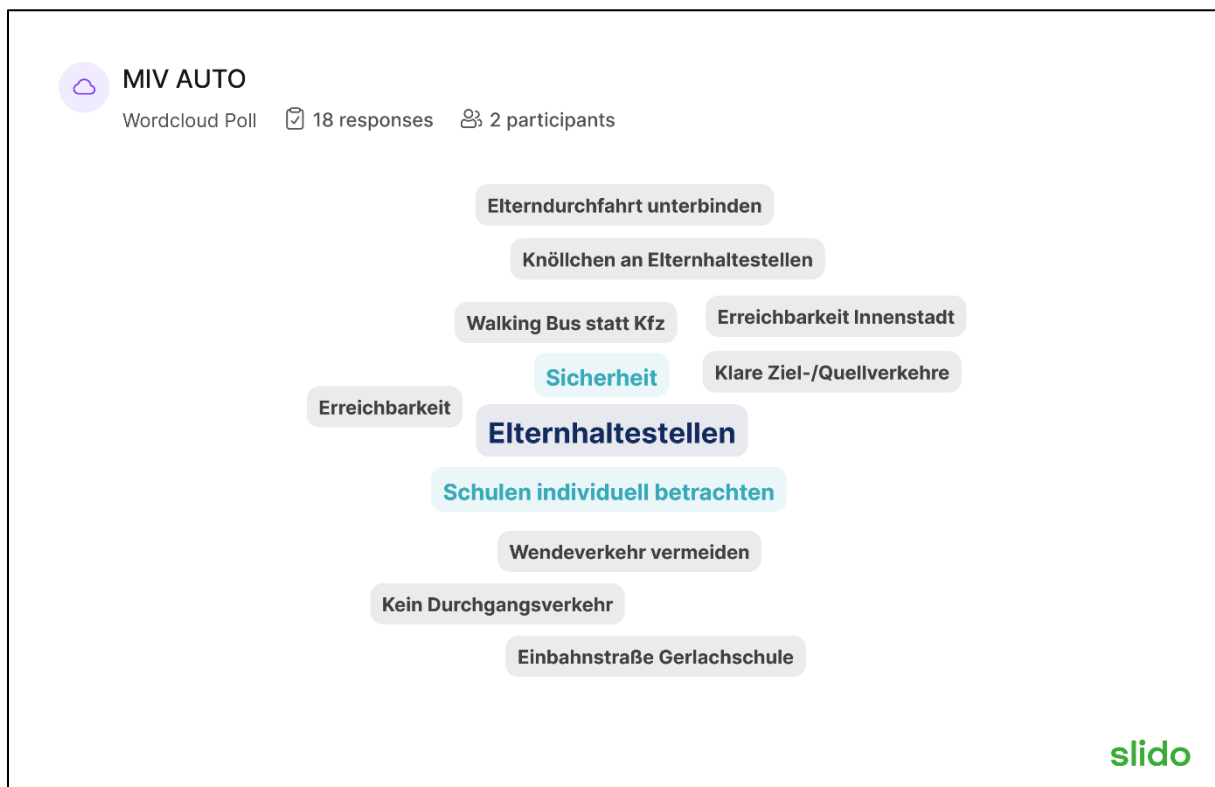 MIV AUTO
Wordcloud Poll 18 responses 2 participants
Elterndurchfahrt unterbinden
Knöllchen an Elternhaltestellen
Walking Bus statt Kfz
Erreichbarkeit Innenstadt
Sicherheit
Klare Ziel-/Quellverkehre
Erreichbarkeit
Elternhaltestellen
Schulen individuell betrachten
Wendeverkehr vermeiden
Kein Durchgangsverkehr
Einbahnstraße Gerlachschule
slido